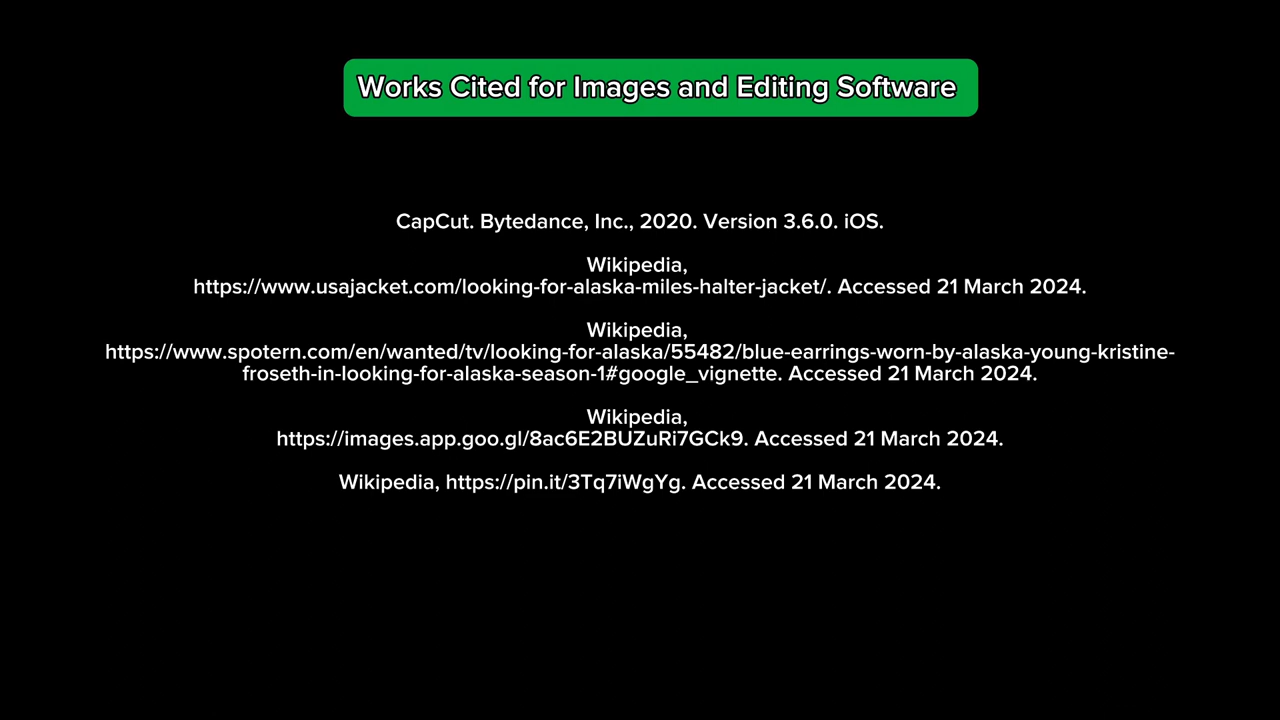 Works Cited for Images and Editing Software
CapCut. Bytedance, Inc., 2020. Version 3.6.0. iOS.
Wikipedia,
https://www.usajacket.com/looking-for-alaska-miles-halter-jacket/. Accessed 21 March 2024.
Wikipedia,
https://www.spotern.com/en/wanted/tv/looking-for-alaska/55482/blue-earrings-worn-by-alaska-young-kristine-
froseth-in-looking-for-alaska-season-1#google_vignette. Accessed 21 March 2024.
Wikipedia,
https://images.app.goo.gl/8ac6E2BUZuRi7GCk9. Accessed 21 March 2024.
Wikipedia, https://pin.it/3Tq7iWgYg. Accessed 21 March 2024.